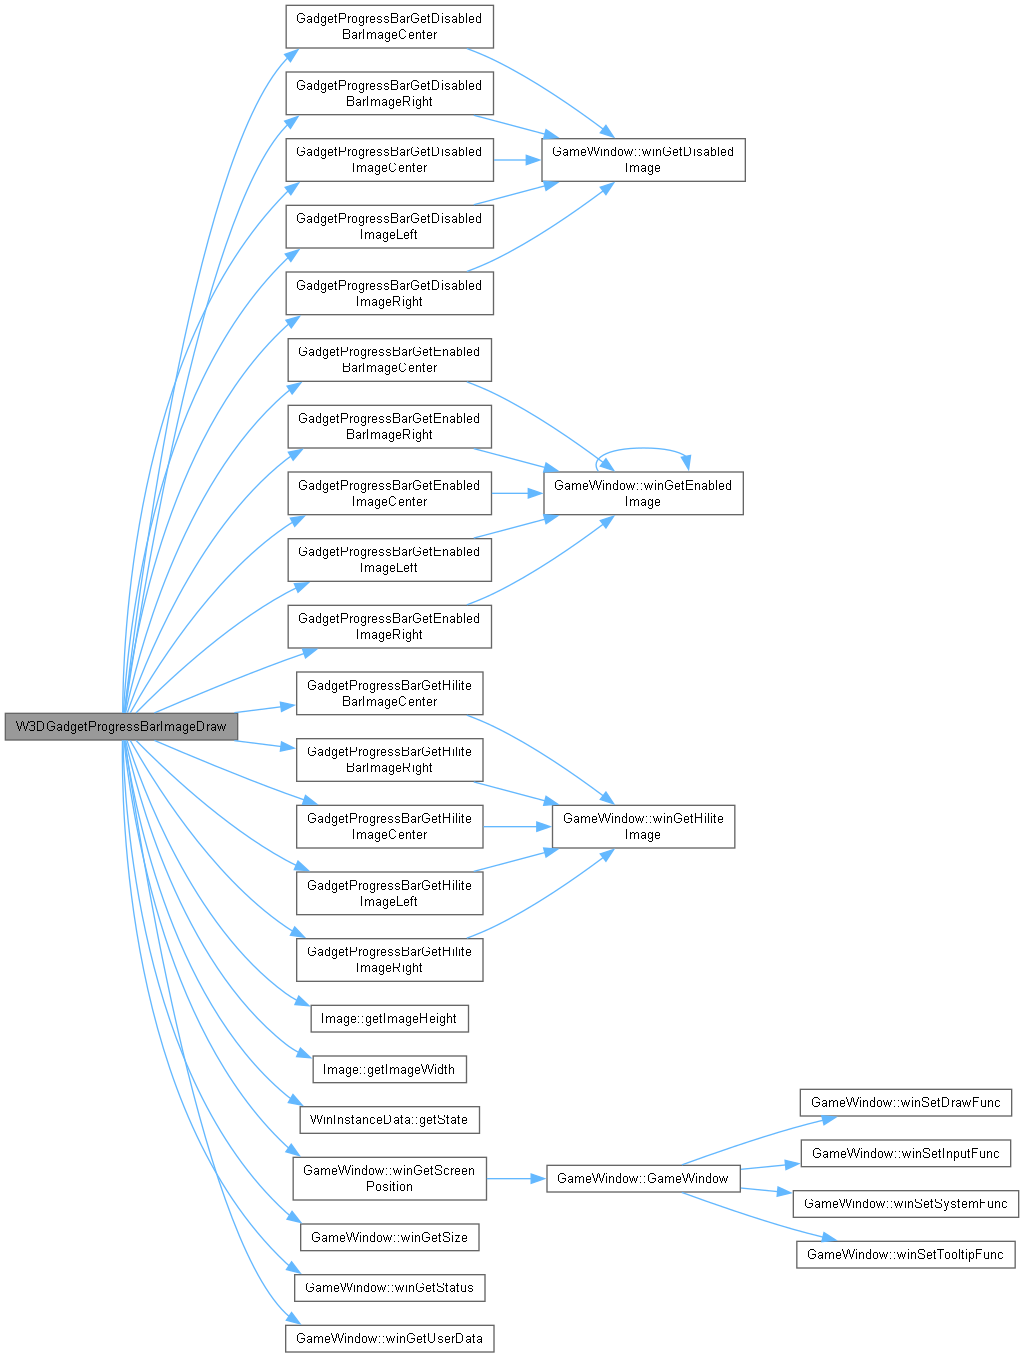 GadgetProgressBarGetDisabled
BarImageCenter
GadgetProgressBarGetDisabled
BarImageRight
GadgetProgressBarGetDisabled
ImageCenter
GadgetProgressBarGetDisabled
ImageLeft
GadgetProgressBarGetDisabled
ImageRight
GameWindow::winGetDisabled
Image
GadgetProgressBarGetEnabled
BarImageCenter
GadgetProgressBarGetEnabled
BarImageRight
GadgetProgressBarGetEnabled
ImageCenter
GadgetProgressBarGetEnabled
ImageLeft
GadgetProgressBarGetEnabled
ImageRight
GameWindow::winGetEnabled
Image
W3DGadgetProgressBarImageDraw
GadgetProgressBarGetHilite
BarImageCenter
GadgetProgressBarGetHilite
BarImageRight
GadgetProgressBarGetHilite
ImageCenter
GadgetProgressBarGetHilite
ImageLeft
GadgetProgressBarGetHilite
ImageRight
GameWindow::winGetHilite
Image
Image::getImageHeight
Image::getImageWidth
WinInstanceData::getState
GameWindow::winGetScreen
Position
GameWindow::winGetSize
GameWindow::winGetStatus
GameWindow::winGetUserData
GameWindow::GameWindow
GameWindow::winSetDrawFunc
GameWindow::winSetInputFunc
GameWindow::winSetSystemFunc
GameWindow::winSetTooltipFunc